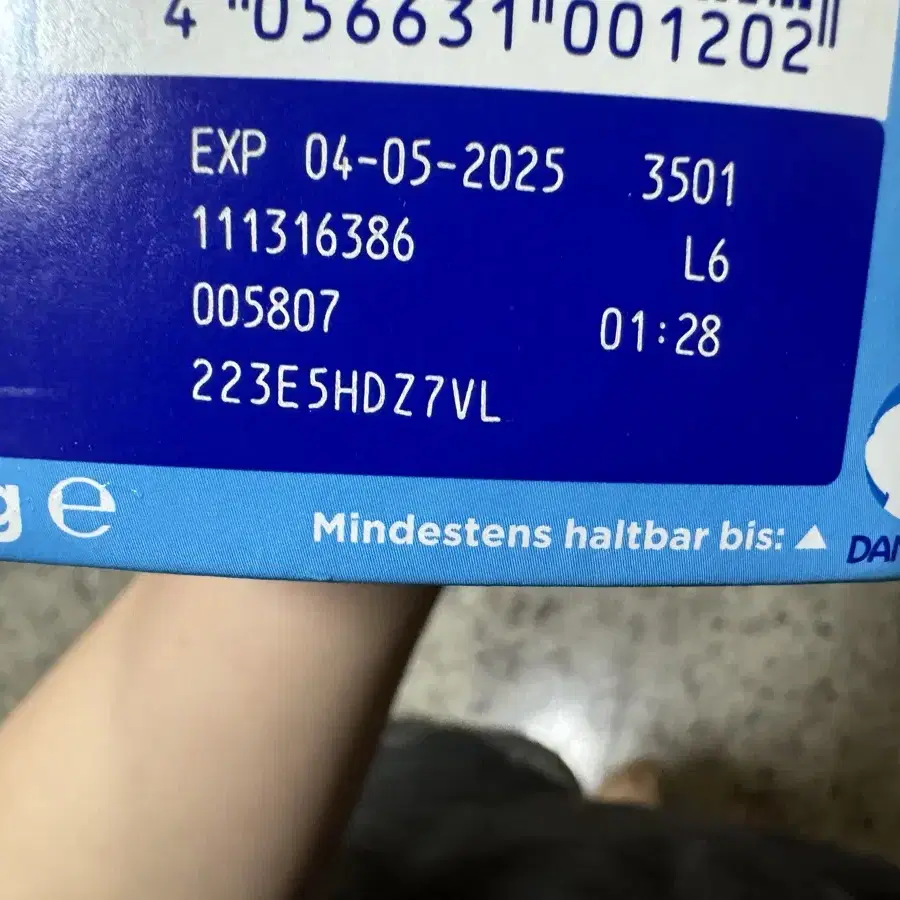 4 056631 001202
EXP 04-05-2025 3501
111316386 L6
005807 01:28
223E5HDZ7VL
g e
Mindestens haltbar bis: ▲